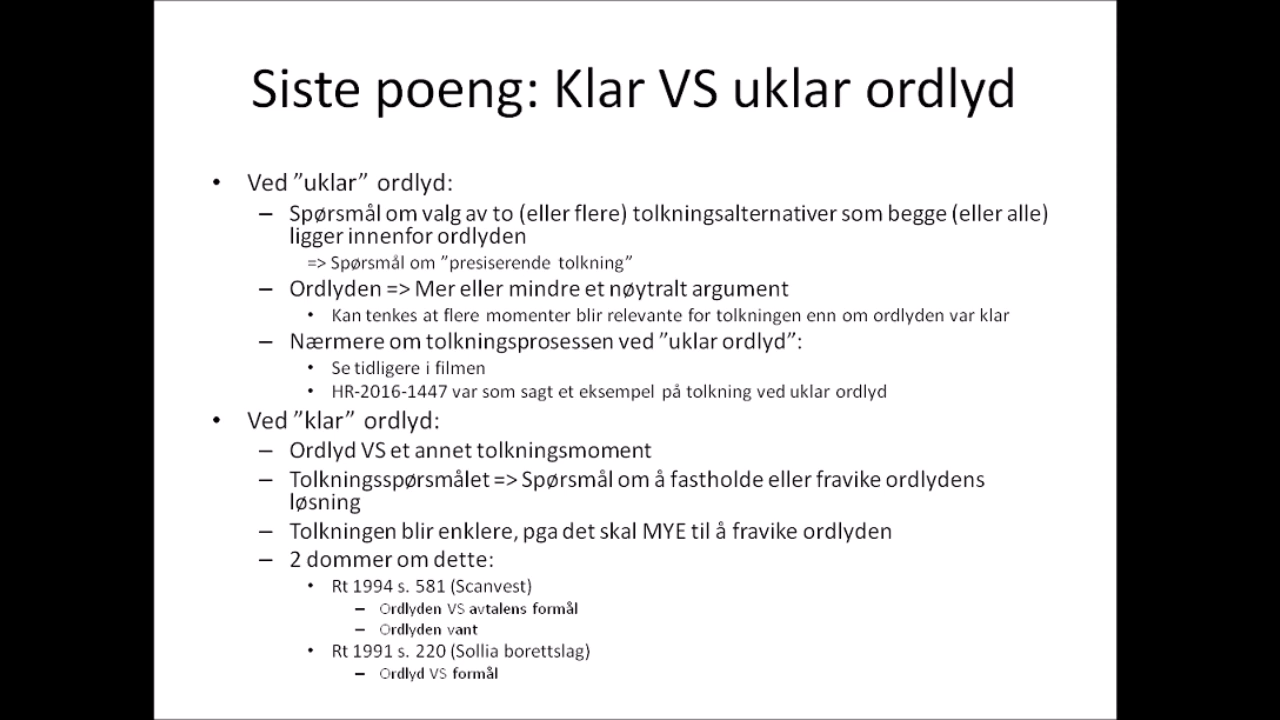 Siste poeng: Klar VS uklar ordlyd
• Ved ”uklar” ordlyd:
– Spørsmål om valg av to (eller flere) tolkningsalternativer som begge (eller alle)
ligger innenfor ordlyden
=> Spørsmål om ”presiserende tolkning”
– Ordlyden => Mer eller mindre et nøytralt argument
• Kan tenkes at flere momenter blir relevante for tolkningen enn om ordlyden var klar
– Nærmere om tolkningsprosessen ved ”uklar ordlyd”:
• Se tidligere i filmen
• HR-2016-1447 var som sagt et eksempel på tolkning ved uklar ordlyd
• Ved ”klar” ordlyd:
– Ordlyd VS et annet tolkningsmoment
– Tolkningsspørsmålet => Spørsmål om å fastholde eller fravike ordlydens
løsning
– Tolkningen blir enklere, pga det skal MYE til å fravike ordlyden
– 2 dommer om dette:
• Rt 1994 s. 581 (Scanvest)
– Ordlyden VS avtalens formål
– Ordlyden vant
• Rt 1991 s. 220 (Sollia borettslag)
– Ordlyd VS formål